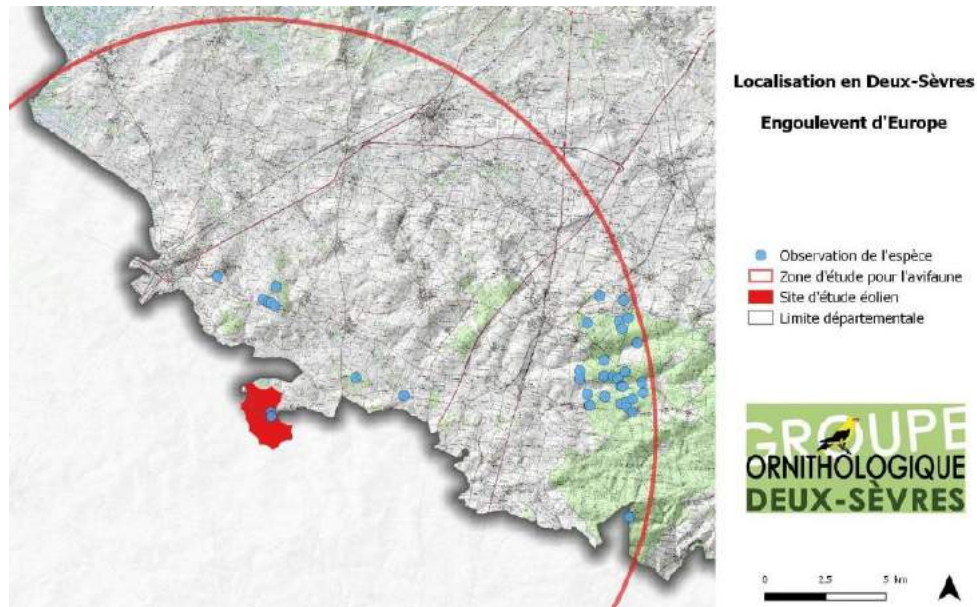 Localisation en Deux-Sèvres
Engoulevent d'Europe
Observation de l'espèce
Zone d'étude pour l'avifaune
Site d'étude éolien
Limite départementale
GROUPE
ORNITHOLOGIQUE
DEUX-SÈVRES
0 2,5 5 km